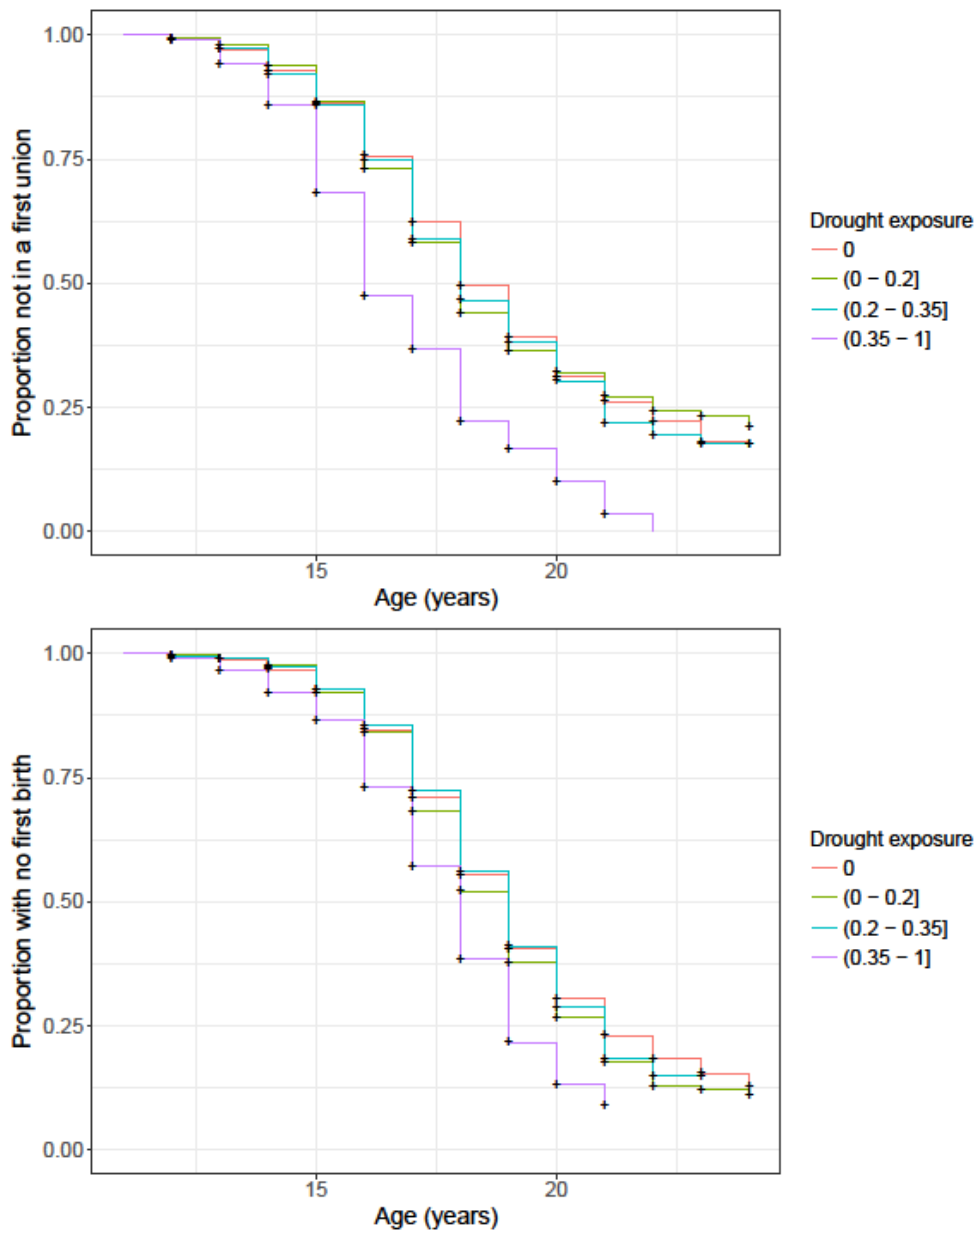 1.00
0.75
0.50
0.25
0.00
Proportion not in a first union
15
20
Age (years)
Drought exposure
0
(0 − 0.2]
(0.2 − 0.35]
(0.35 − 1]
1.00
0.75
0.50
0.25
0.00
Proportion with no first birth
15
20
Age (years)
Drought exposure
0
(0 − 0.2]
(0.2 − 0.35]
(0.35 − 1]